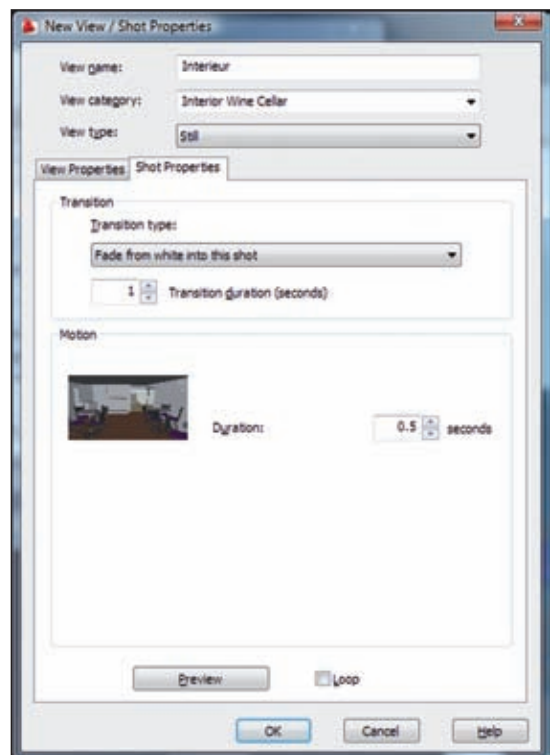 New View / Shot Properties
View name: Interieur
View category: Interior Wine Cellar
View type: Still
View Properties Shot Properties
Transition
Transition type:
Fade from white into this shot
1 Transition duration (seconds)
Motion
Duration: 0.5 seconds
Preview Loop
OK Cancel Help